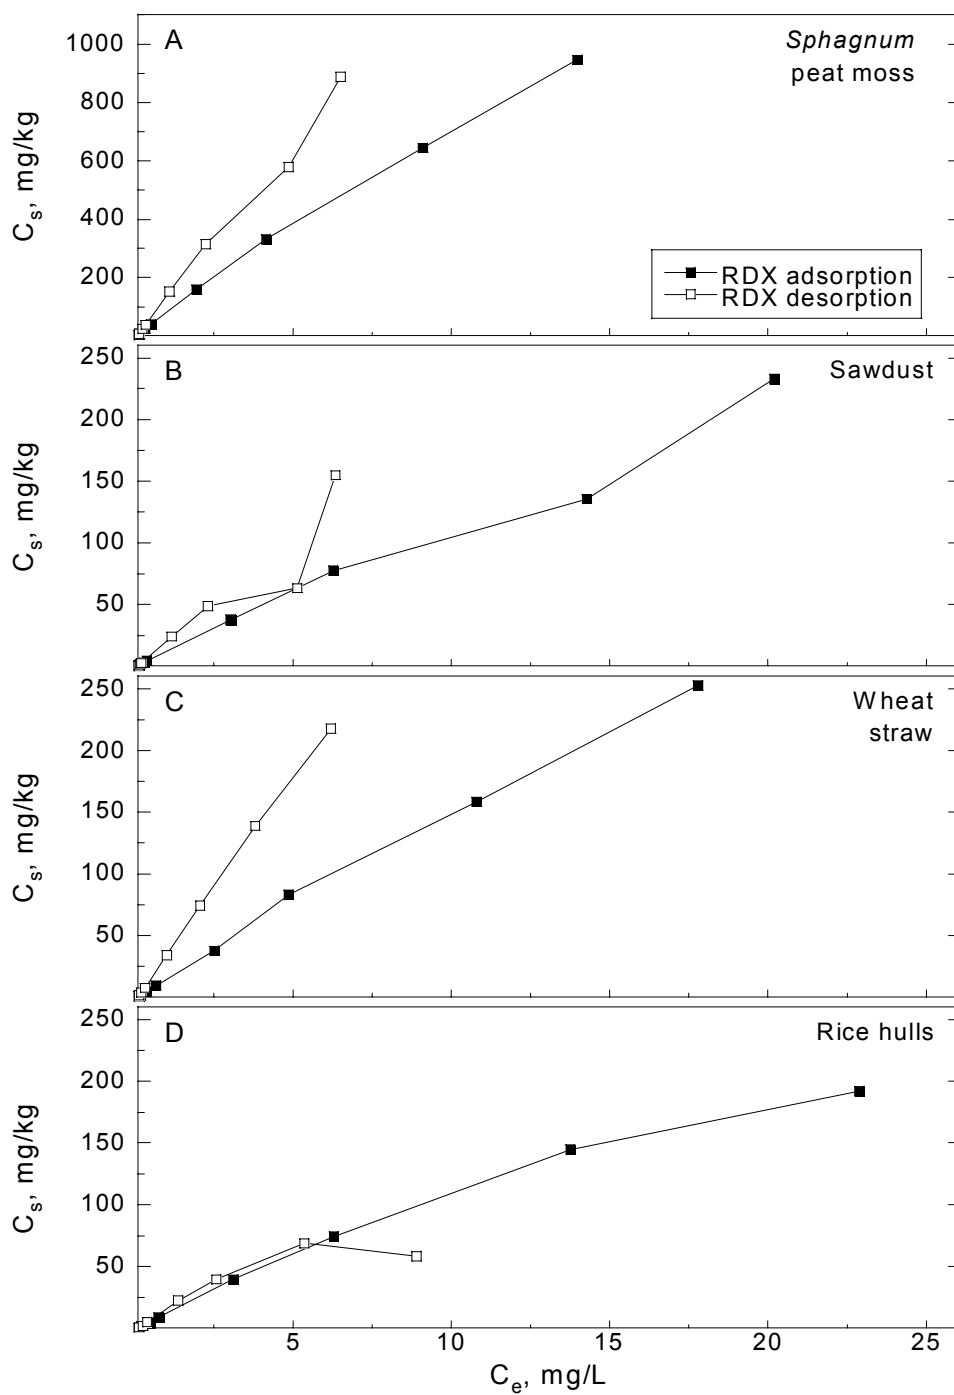 A
Sphagnum
peat moss
1000
800
600
400
200
Cₛ, mg/kg
RDX adsorption
RDX desorption
B
Sawdust
250
200
150
100
50
Cₛ, mg/kg
C
Wheat
straw
250
200
150
100
50
Cₛ, mg/kg
D
Rice hulls
250
200
150
100
50
Cₛ, mg/kg
5 10 15 20 25
Cₑ, mg/L